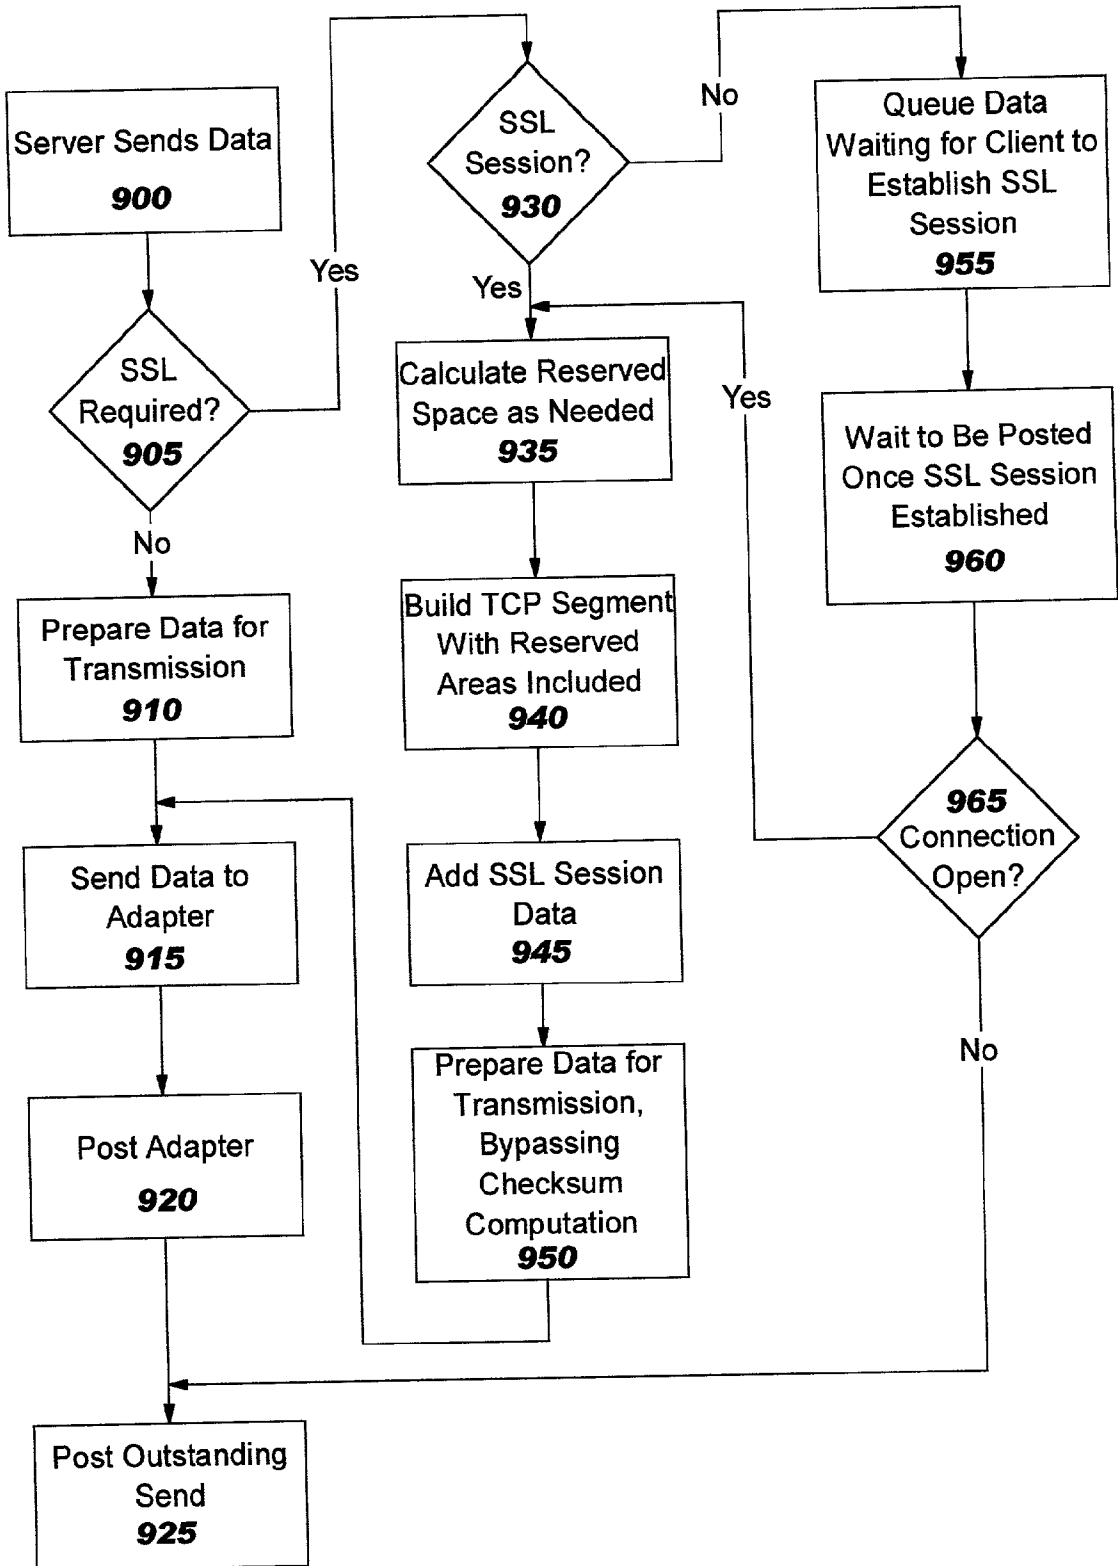 Server Sends Data
900
SSL
Required?
905
Yes
No
Prepare Data for
Transmission
910
Send Data to
Adapter
915
Post Adapter
920
Post Outstanding
Send
925
SSL
Session?
930
Yes
No
Calculate Reserved
Space as Needed
935
Build TCP Segment
With Reserved
Areas Included
940
Add SSL Session
Data
945
Prepare Data for
Transmission,
Bypassing
Checksum
Computation
950
Queue Data
Waiting for Client to
Establish SSL
Session
955
Wait to Be Posted
Once SSL Session
Established
960
965
Connection
Open?
Yes
No